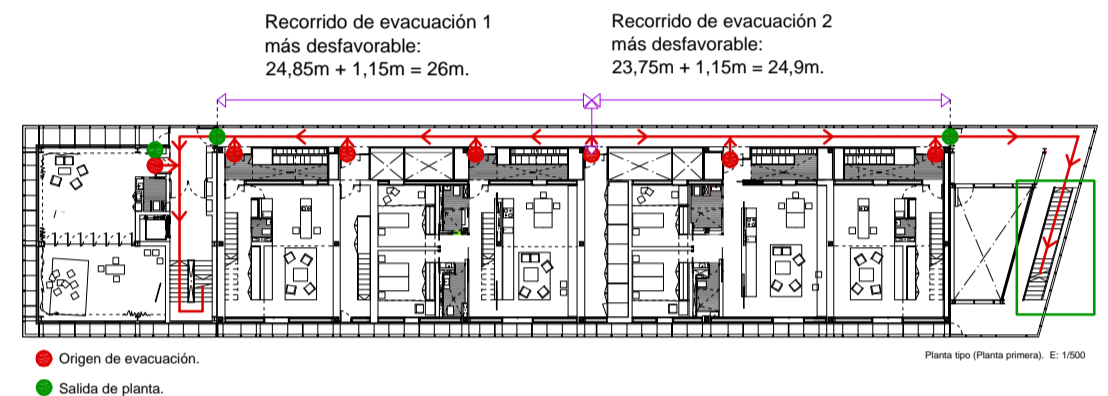 Recorrido de evacuación 1
más desfavorable:
24,85m + 1,15m = 26m.
Recorrido de evacuación 2
más desfavorable:
23,75m + 1,15m = 24,9m.
Origen de evacuación.
Salida de planta.
Planta tipo (Planta primera). E: 1/500